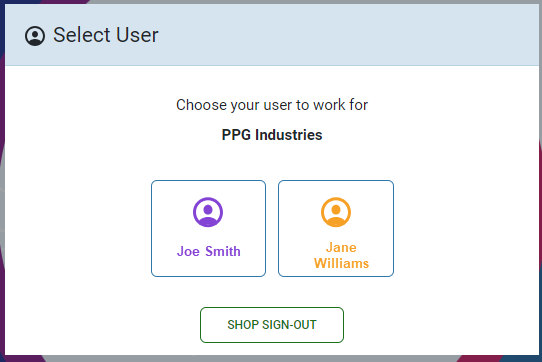 Select User
Choose your user to work for
PPG Industries
Joe Smith
Jane
Williams
SHOP SIGN-OUT